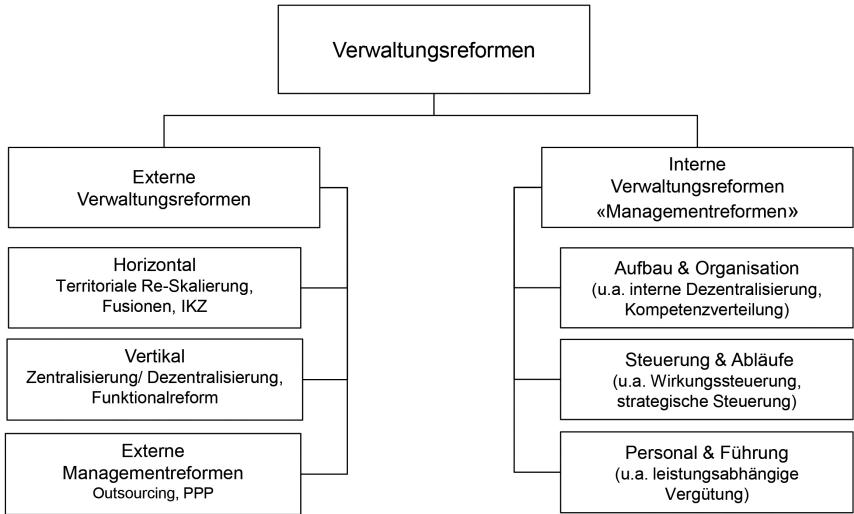 Verwaltungsreformen
Externe
Verwaltungsreformen
Horizontal
Territoriale Re-Skalierung,
Fusionen, IKZ
Vertikal
Zentralisierung/ Dezentralisierung,
Funktionalreform
Externe
Managementreformen
Outsourcing, PPP
Interne
Verwaltungsreformen
«Managementreformen»
Aufbau & Organisation
(u.a. interne Dezentralisierung,
Kompetenzverteilung)
Steuerung & Abläufe
(u.a. Wirkungssteuerung,
strategische Steuerung)
Personal & Führung
(u.a. leistungsabhängige
Vergütung)